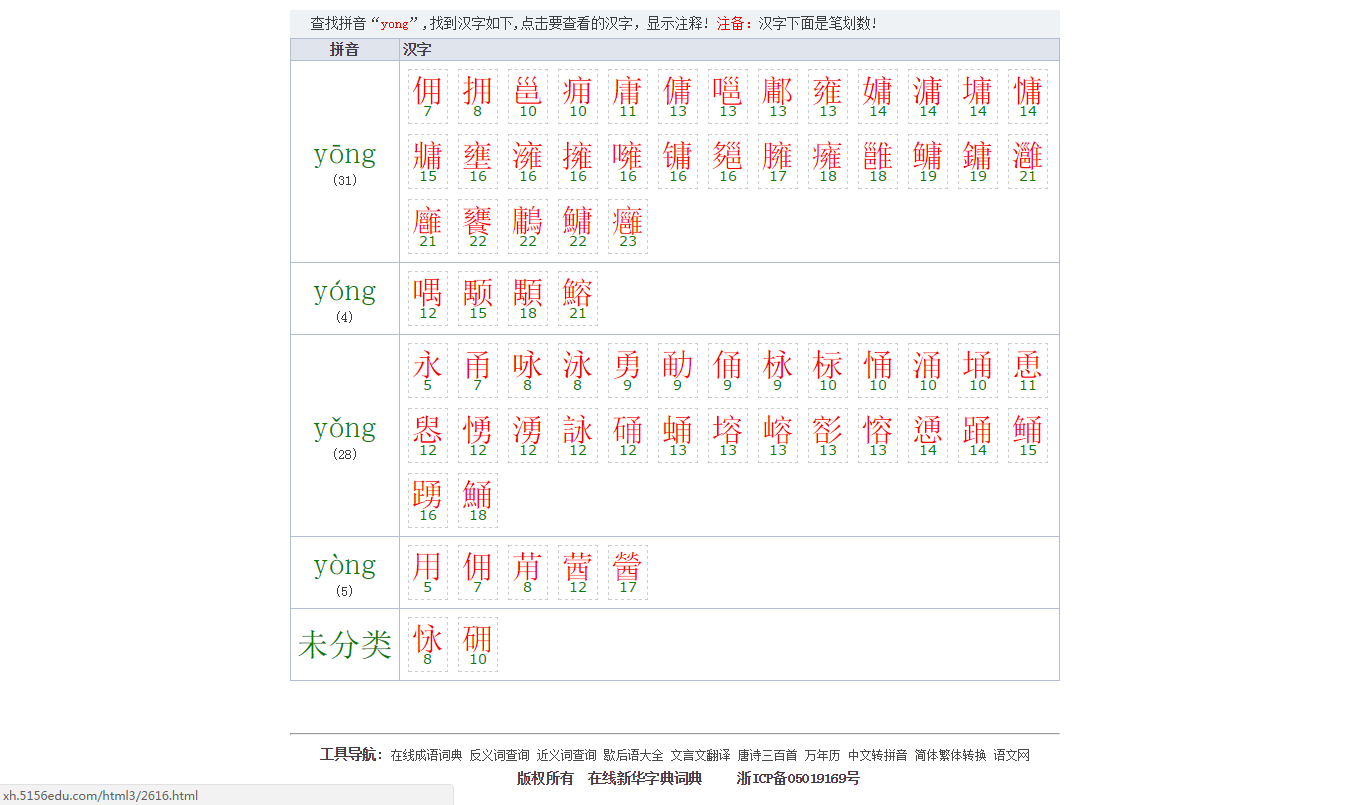 查找拼音“yong”,找到汉字如下,点击要查看的汉字，显示注释! 注备：汉字下面是笔划数!
拼音 汉字
yōng
(31)
佣 拥 邕 痈 庸 傭 嗈 鄘 雍 嫞 滽 墉 慵
7 8 10 10 11 13 13 13 13 14 14 14 14
牅 壅 澭 擁 噰 镛 郺 臃 癕 雝 鳙 鏞 灉
15 16 16 16 16 16 16 17 18 18 19 19 21
廱 饔 鷛 鱅 癰
21 22 22 22 23
yóng
(4)
喁 颙 顒 鰫
12 15 18 21
yǒng
(28)
永 甬 咏 泳 勇 勈 俑 栐 柡 悀 涌 埇 恿
5 7 8 8 9 9 9 9 10 10 10 10 11
惥 愑 湧 詠 硧 蛹 塎 嵱 彮 愹 慂 踊 鲬
12 12 12 12 12 13 13 13 13 13 14 14 15
踴 鯒
16 18
yòng
(5)
用 佣 苚 蒏 醟
5 7 8 12 17
未分类
怺 砽
8 10
工具导航: 在线成语词典 反义词查询 近义词查询 歇后语大全 文言文翻译 唐诗三百首 万年历 中文转拼音 简体繁体转换 语文网
版权所有 在线新华字典词典 浙ICP备05019169号
xh.5156edu.com/html3/2616.html